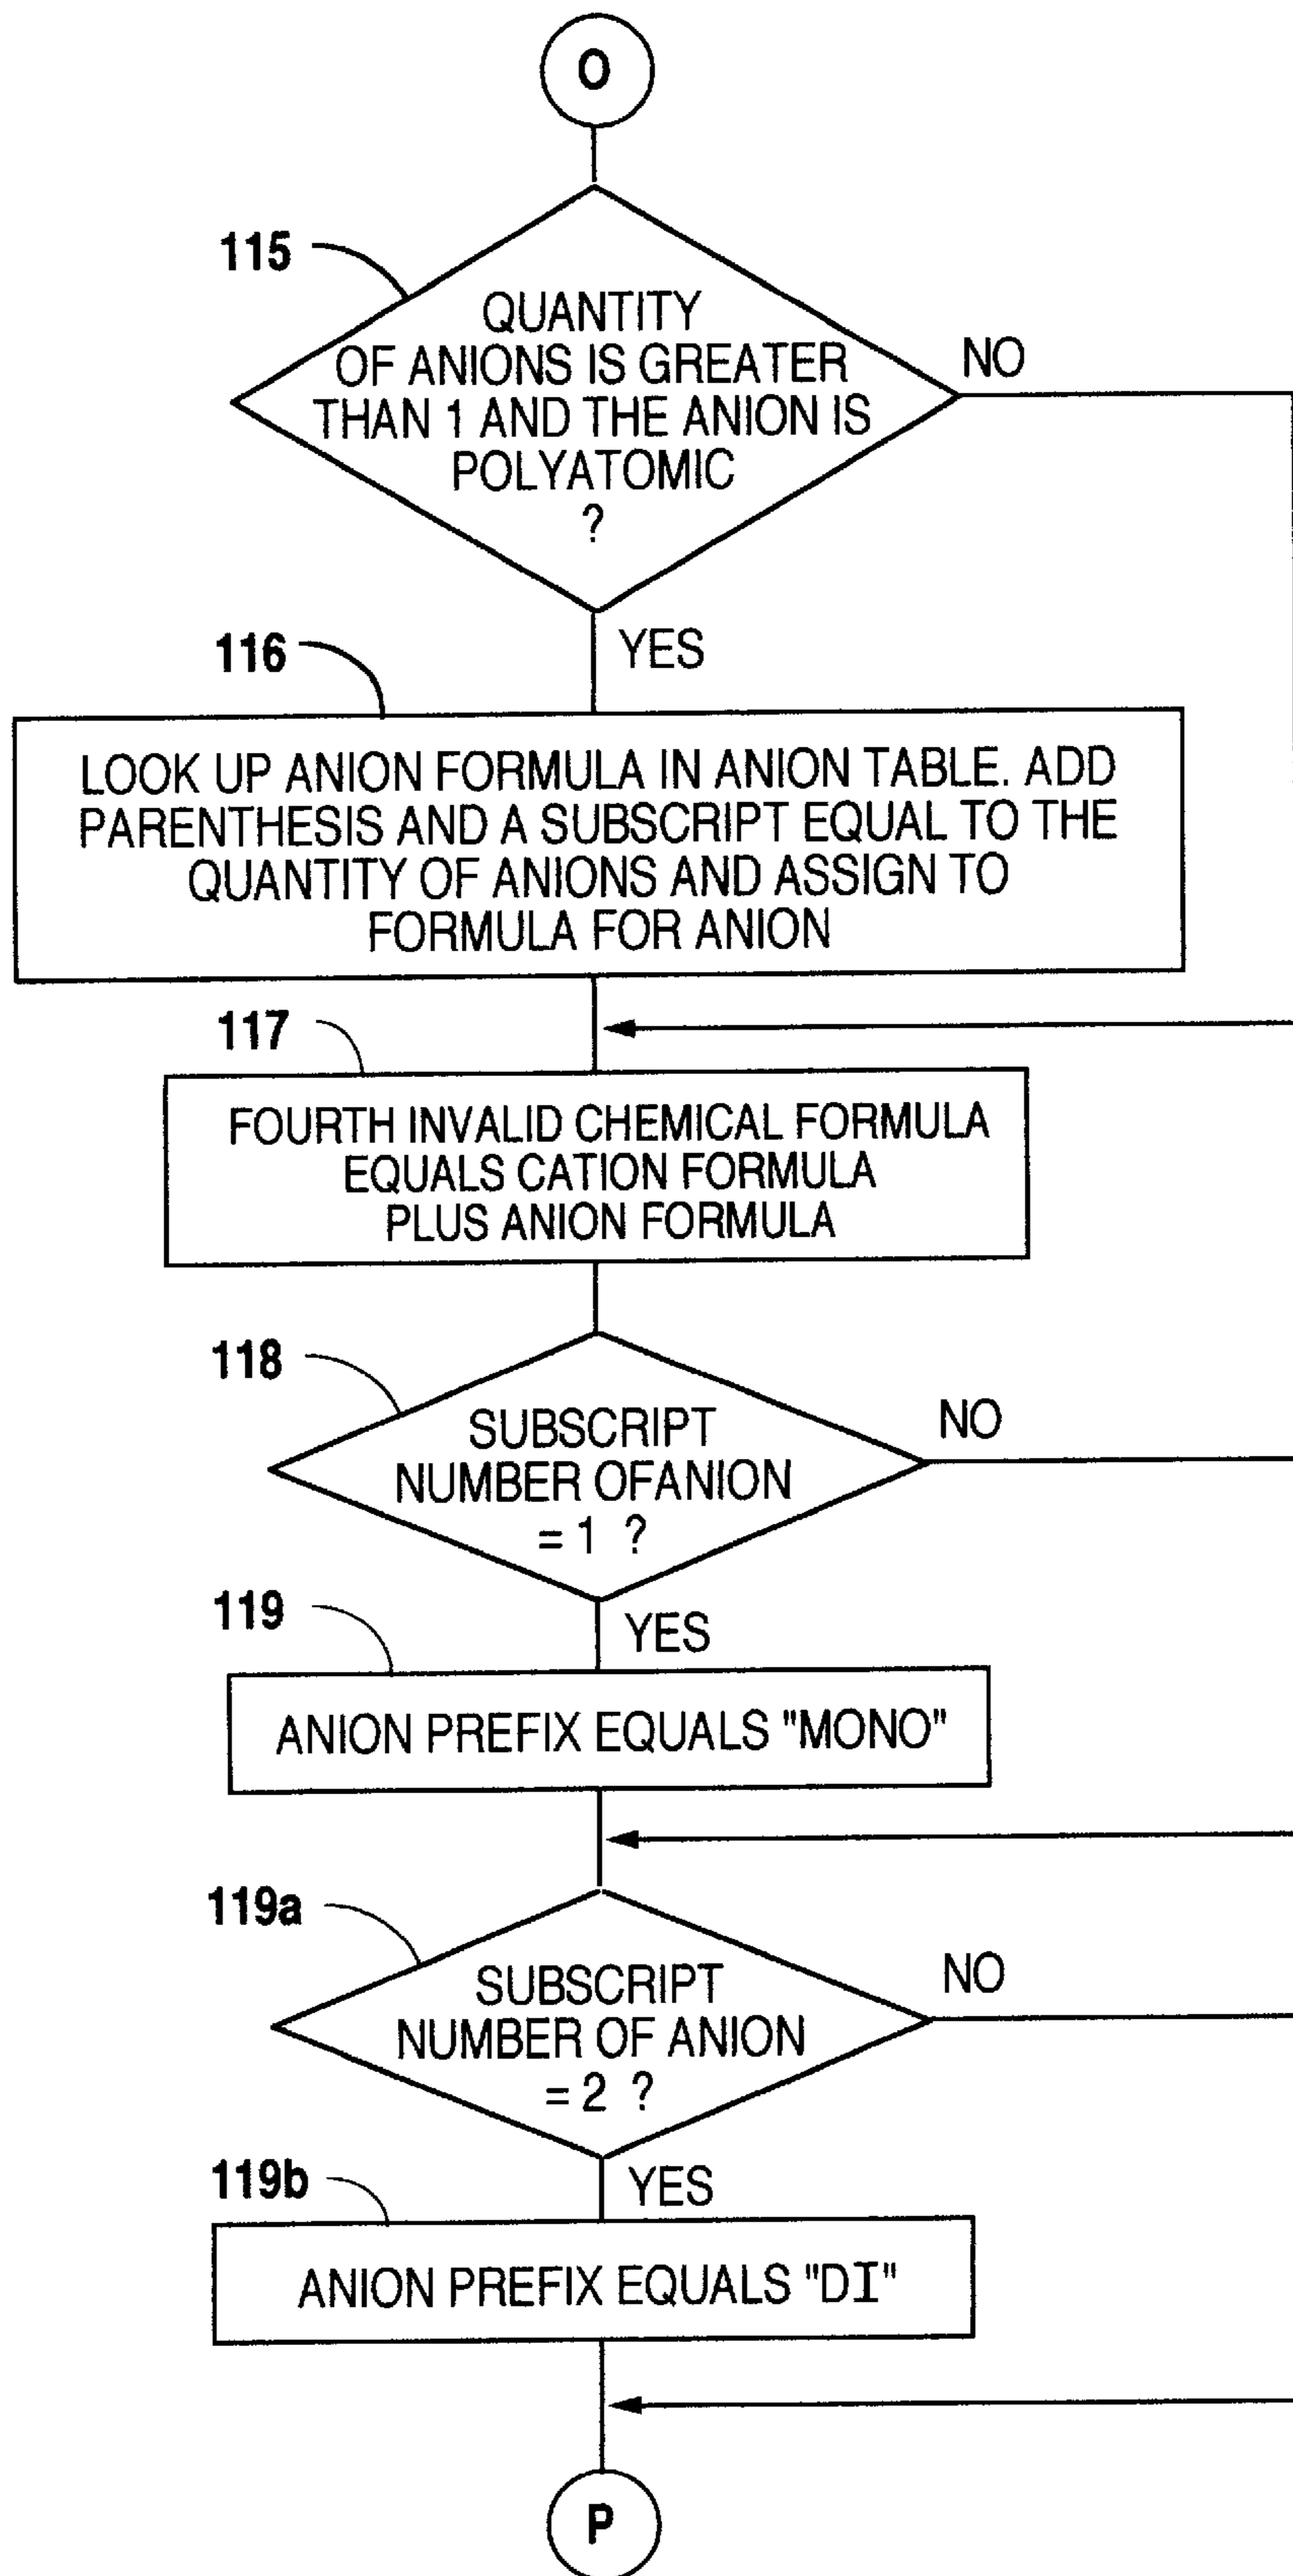 O
115
QUANTITY
OF ANIONS IS GREATER
THAN 1 AND THE ANION IS
POLYATOMIC
?
NO
YES
116
LOOK UP ANION FORMULA IN ANION TABLE. ADD
PARENTHESIS AND A SUBSCRIPT EQUAL TO THE
QUANTITY OF ANIONS AND ASSIGN TO
FORMULA FOR ANION
117
FOURTH INVALID CHEMICAL FORMULA
EQUALS CATION FORMULA
PLUS ANION FORMULA
118
SUBSCRIPT
NUMBER OFANION
= 1 ?
NO
YES
119
ANION PREFIX EQUALS "MONO"
119a
SUBSCRIPT
NUMBER OF ANION
= 2 ?
NO
YES
119b
ANION PREFIX EQUALS "DI"
P